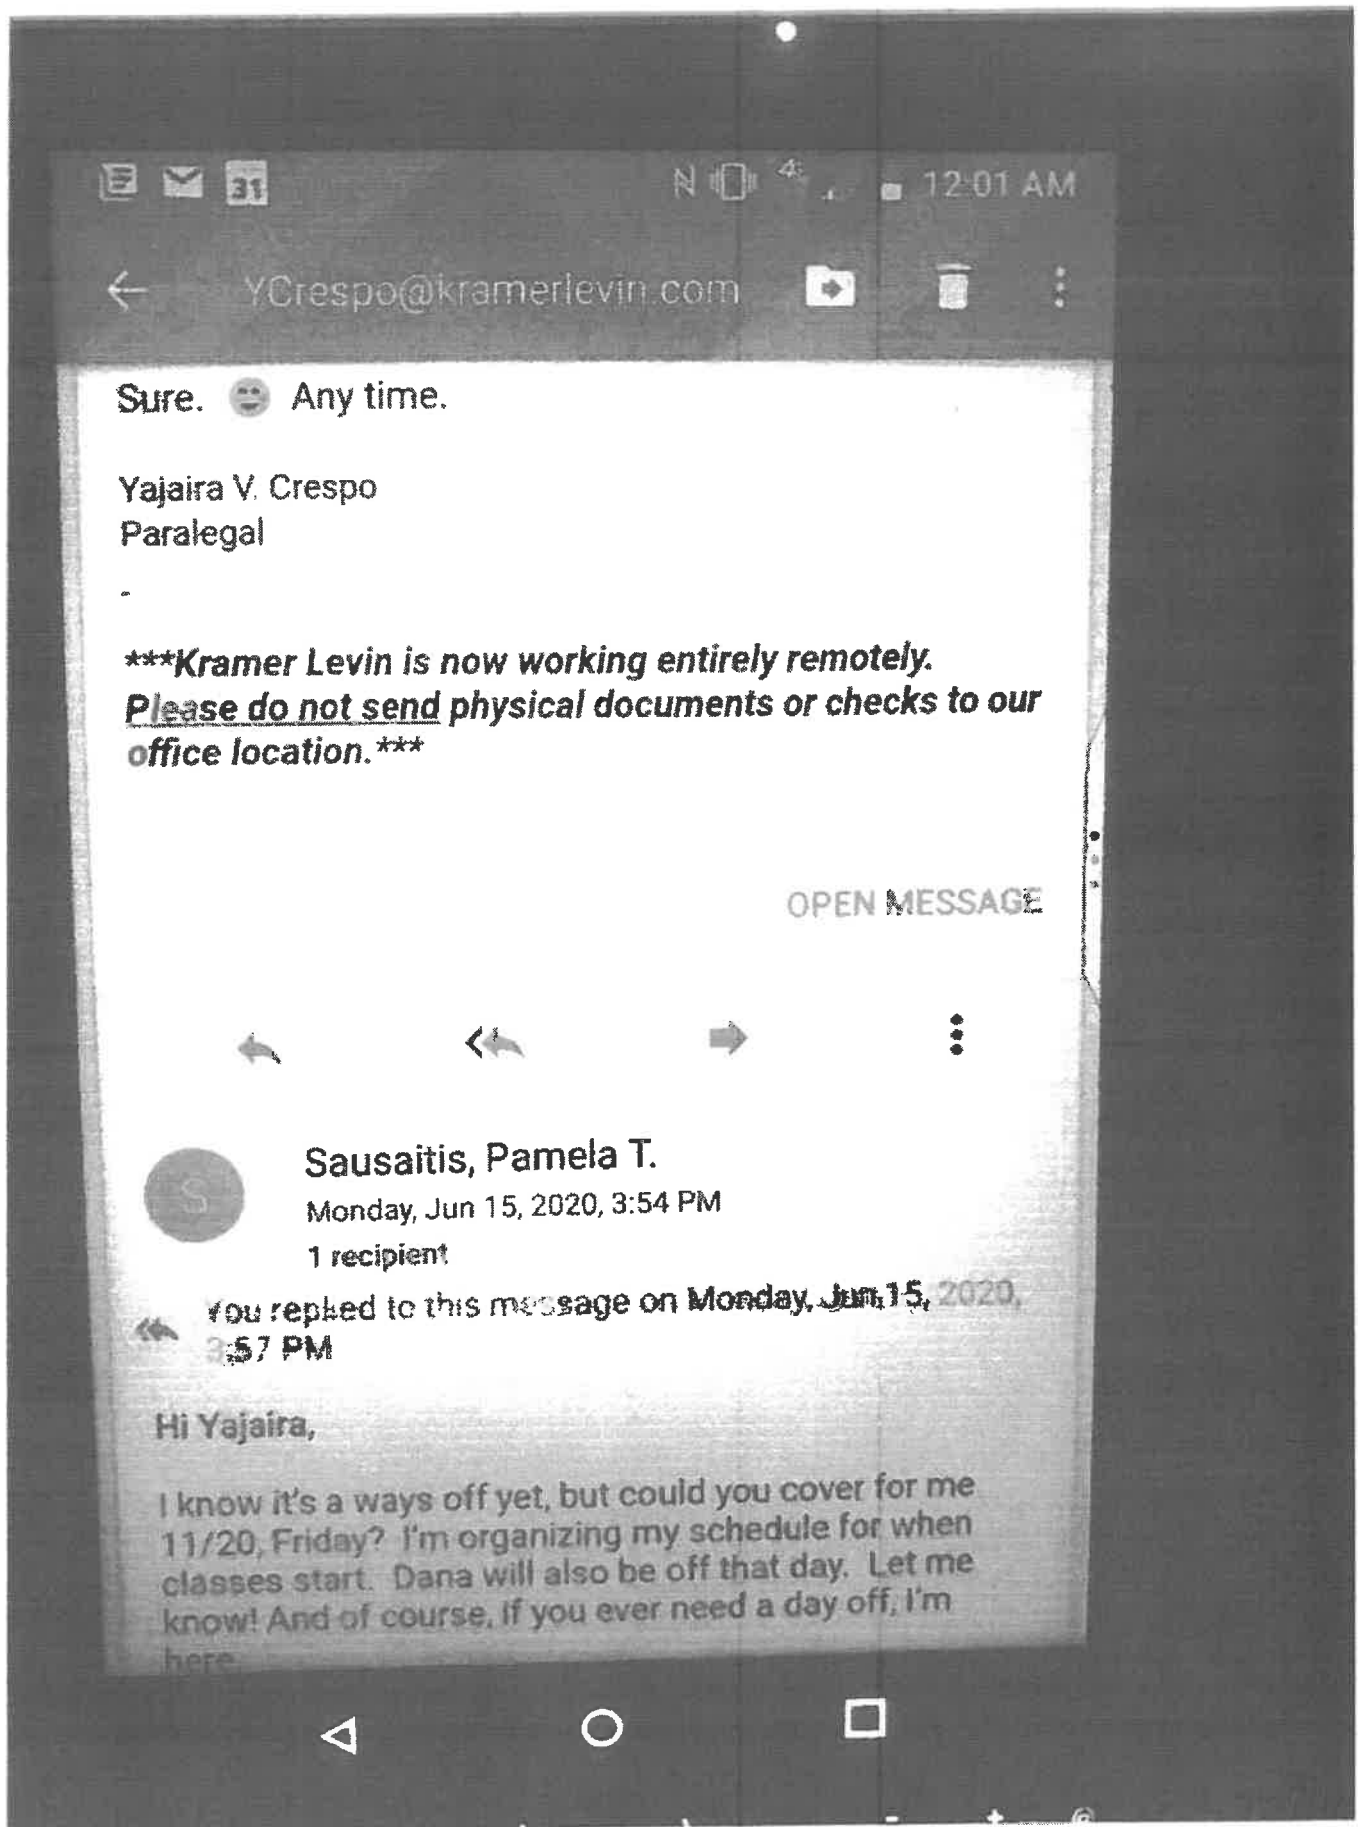 31 12:01 AM
YCrespo@kramerlevin.com
Sure. Any time.
Yajaira V. Crespo
Paralegal
-
***Kramer Levin is now working entirely remotely.
Please do not send physical documents or checks to our
office location.***
OPEN MESSAGE
S
Sausaitis, Pamela T.
Monday, Jun 15, 2020, 3:54 PM
1 recipient
You replied to this message on Monday, Jun 15, 2020,
3:57 PM
Hi Yajaira,
I know it's a ways off yet, but could you cover for me
11/20, Friday? I'm organizing my schedule for when
classes start. Dana will also be off that day. Let me
know! And of course, if you ever need a day off, I'm
here.